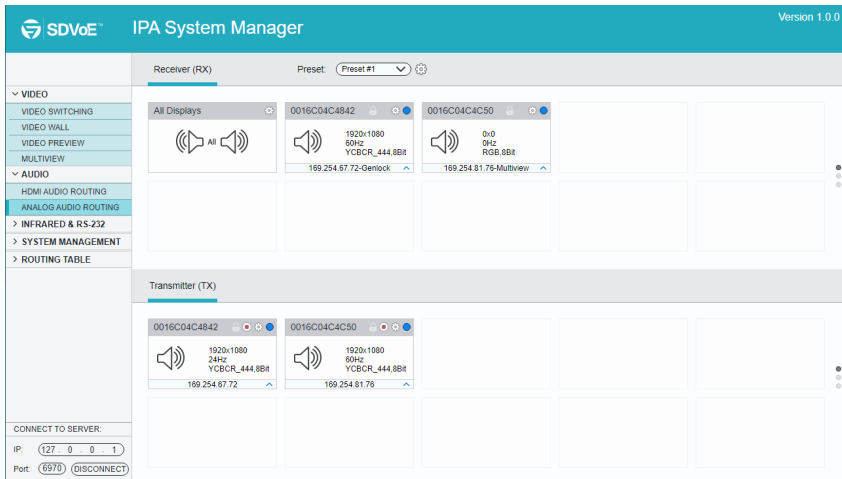 SDVoE™ IPA System Manager Version 1.0.0
Receiver (RX) Preset: Preset #1
VIDEO
VIDEO SWITCHING
VIDEO WALL
VIDEO PREVIEW
MULTIVIEW
AUDIO
HDMI AUDIO ROUTING
ANALOG AUDIO ROUTING
INFRARED & RS-232
SYSTEM MANAGEMENT
ROUTING TABLE
All Displays
All
0016C04C4842
1920x1080
60Hz
YCBCR_444,8Bit
169.254.67.72-Genlock
0016C04C4C50
0x0
0Hz
RGB,8Bit
169.254.81.76-Multiview
Transmitter (TX)
0016C04C4842
1920x1080
24Hz
YCBCR_444,8Bit
169.254.67.72
0016C04C4C50
1920x1080
60Hz
YCBCR_444,8Bit
169.254.81.76
CONNECT TO SERVER:
IP: 127 . 0 . 0 . 1
Port: 6970 DISCONNECT